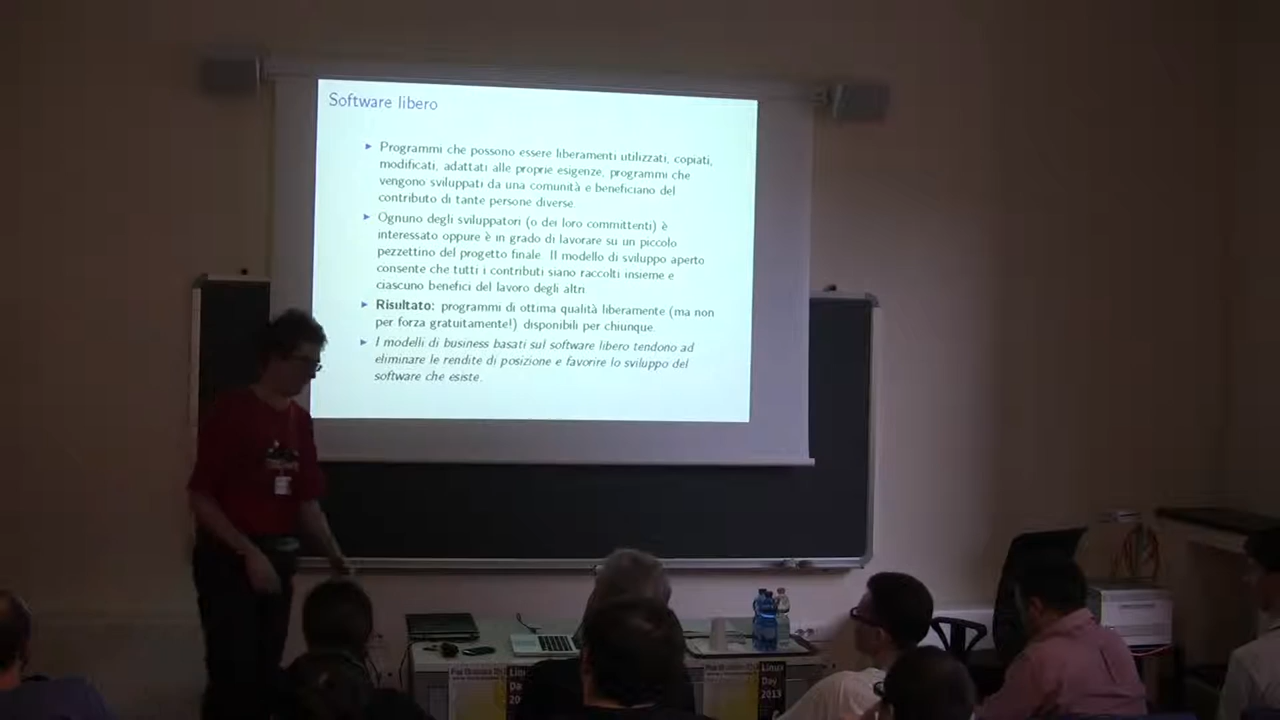 Software libero
Programmi che possono essere liberamenti utilizzati, copiati,
modificati, adattati alle proprie esigenze, programmi che
vengono sviluppati da una comunità e beneficiano del
contributo di tante persone diverse.
Ognuno degli sviluppatori (o dei loro committenti) è
interessato oppure è in grado di lavorare su un piccolo
pezzettino del progetto finale. Il modello di sviluppo aperto
consente che tutti i contributi siano raccolti insieme e
ciascuno benefici del lavoro degli altri.
Risultato: programmi di ottima qualità liberamente (ma non
per forza gratuitamente!) disponibili per chiunque.
I modelli di business basati sul software libero tendono ad
eliminare le rendite di posizione e favorire lo sviluppo del
software che esiste.
Linux
Day
2013